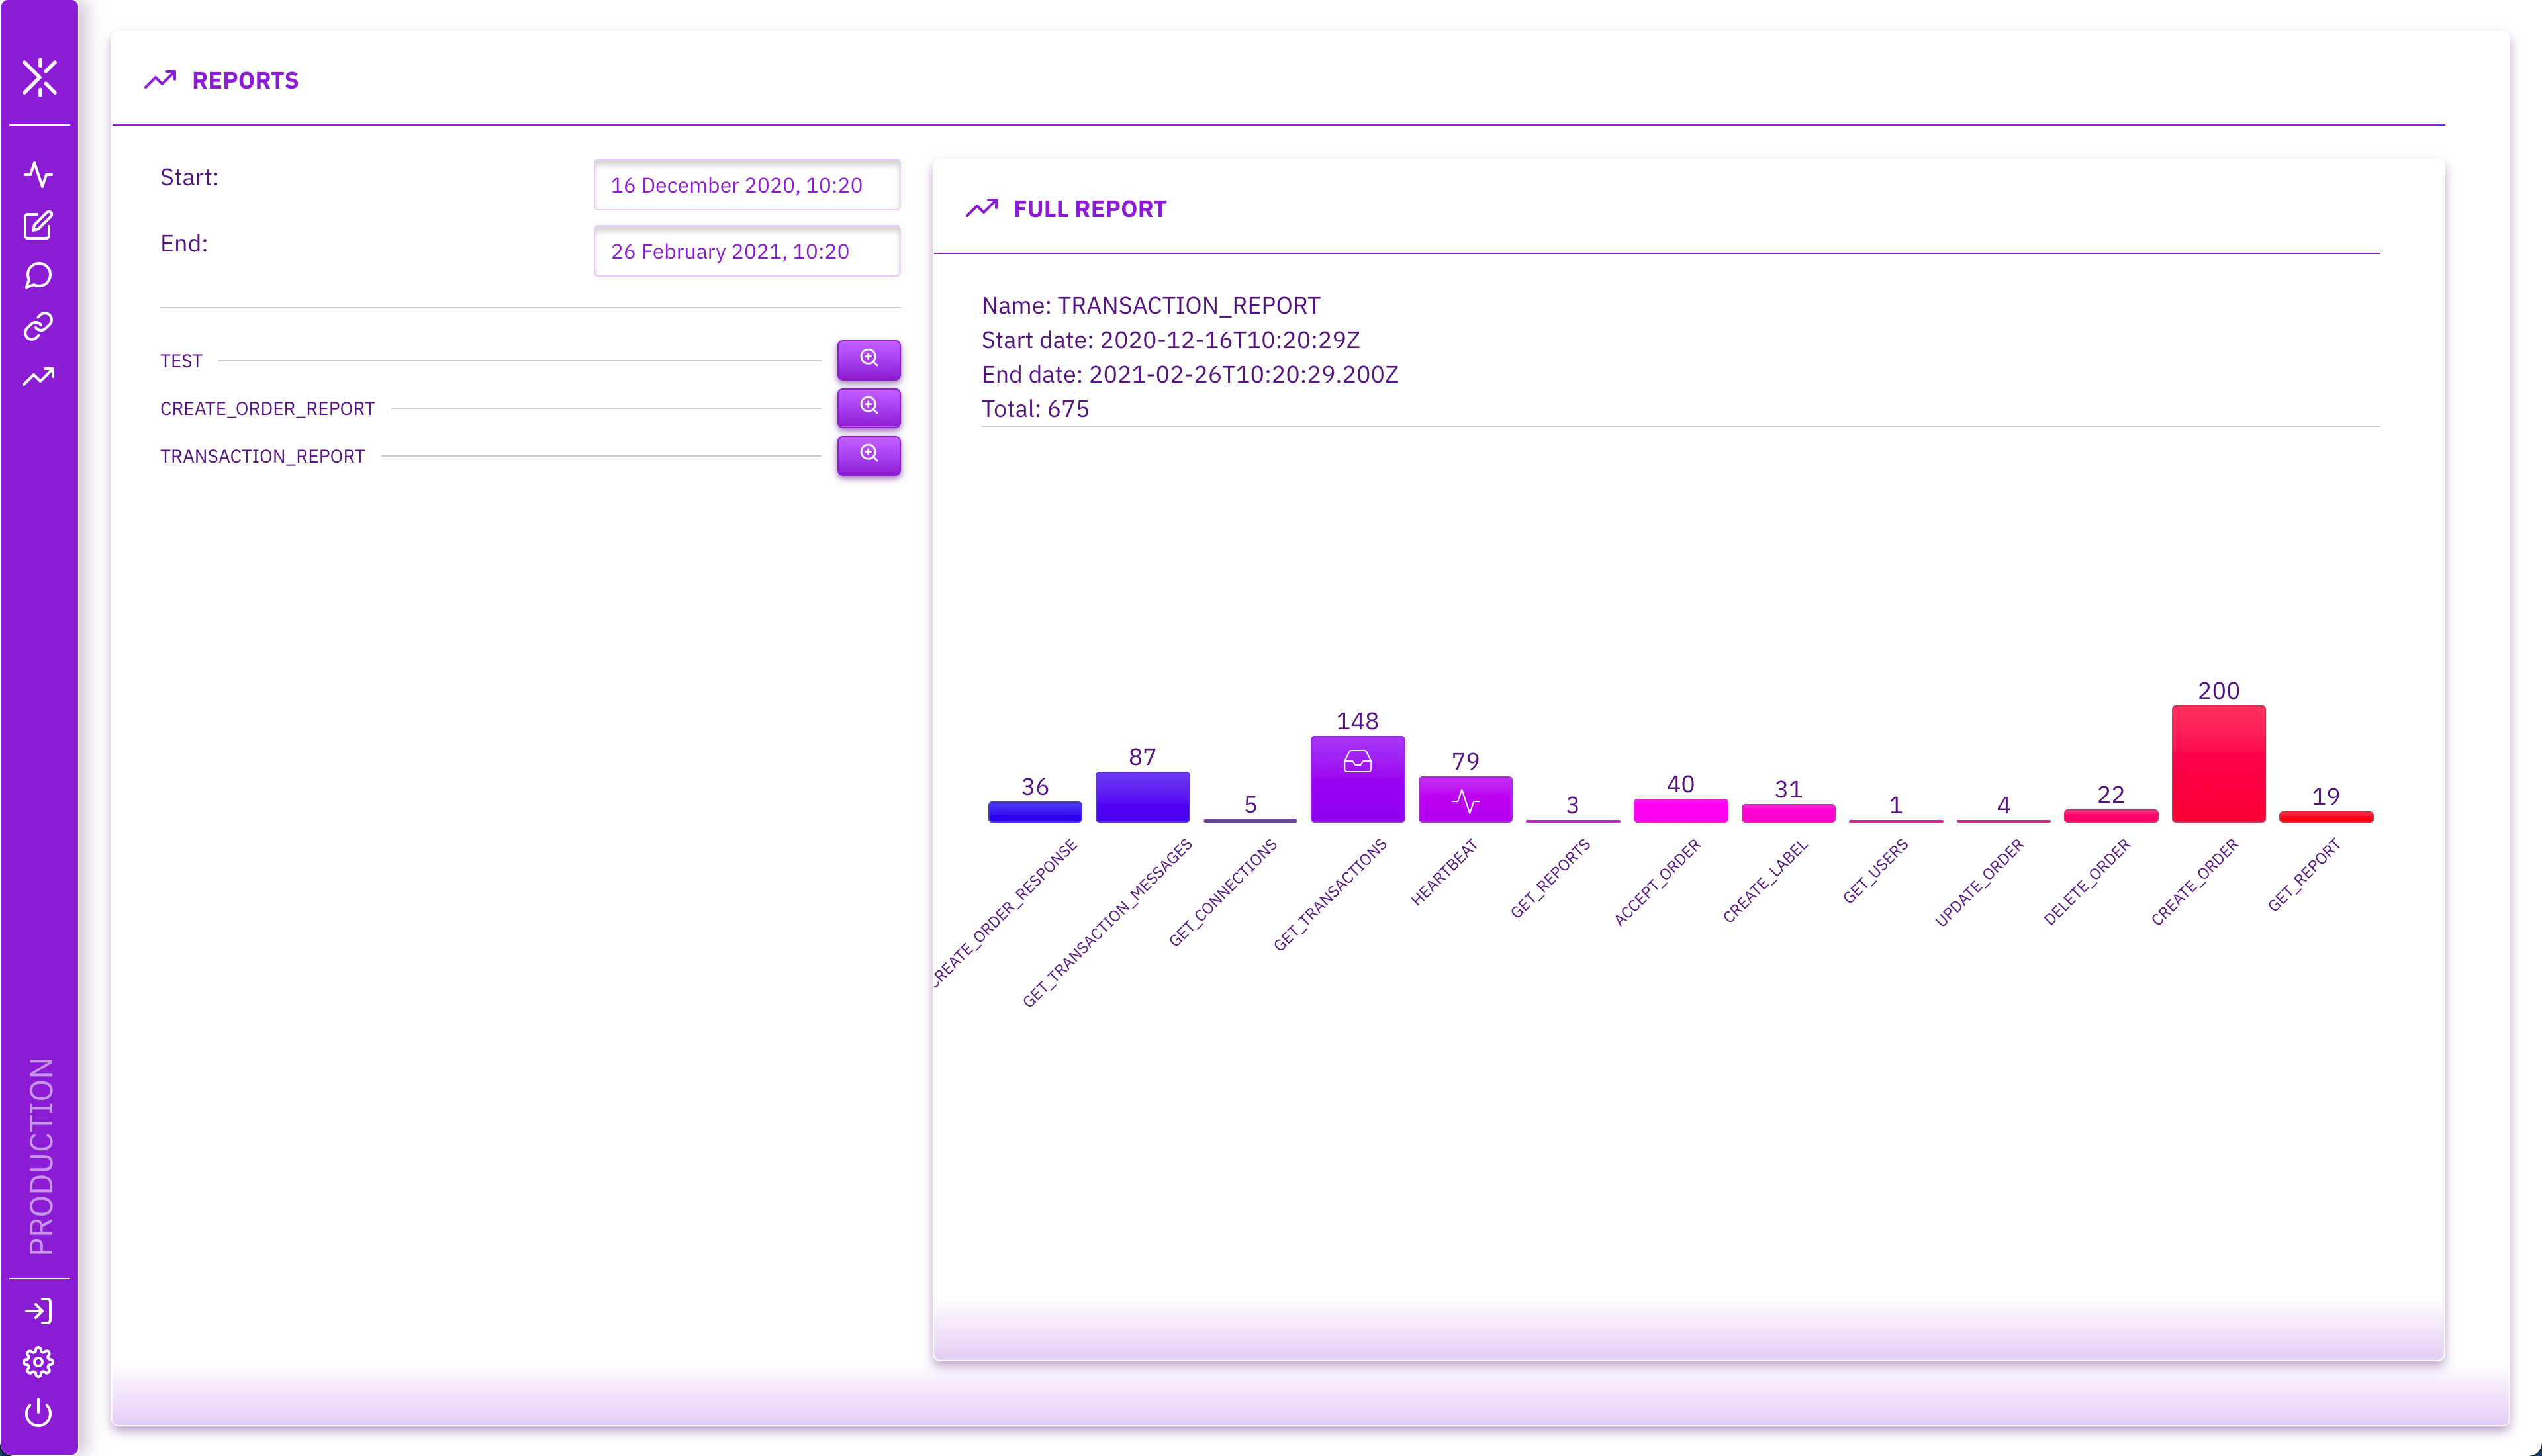 REPORTS
Start:
16 December 2020, 10:20
End:
26 February 2021, 10:20
TEST
CREATE_ORDER_REPORT
TRANSACTION_REPORT
FULL REPORT
Name: TRANSACTION_REPORT
Start date: 2020-12-16T10:20:29Z
End date: 2021-02-26T10:20:29.200Z
Total: 675
36
87
5
148
79
3
40
31
1
4
22
200
19
CREATE_ORDER_RESPONSE
GET_TRANSACTION_MESSAGES
GET_CONNECTIONS
GET_TRANSACTIONS
HEARTBEAT
GET_REPORTS
ACCEPT_ORDER
CREATE_LABEL
GET_USERS
UPDATE_ORDER
DELETE_ORDER
CREATE_ORDER
GET_REPORT
PRODUCTION